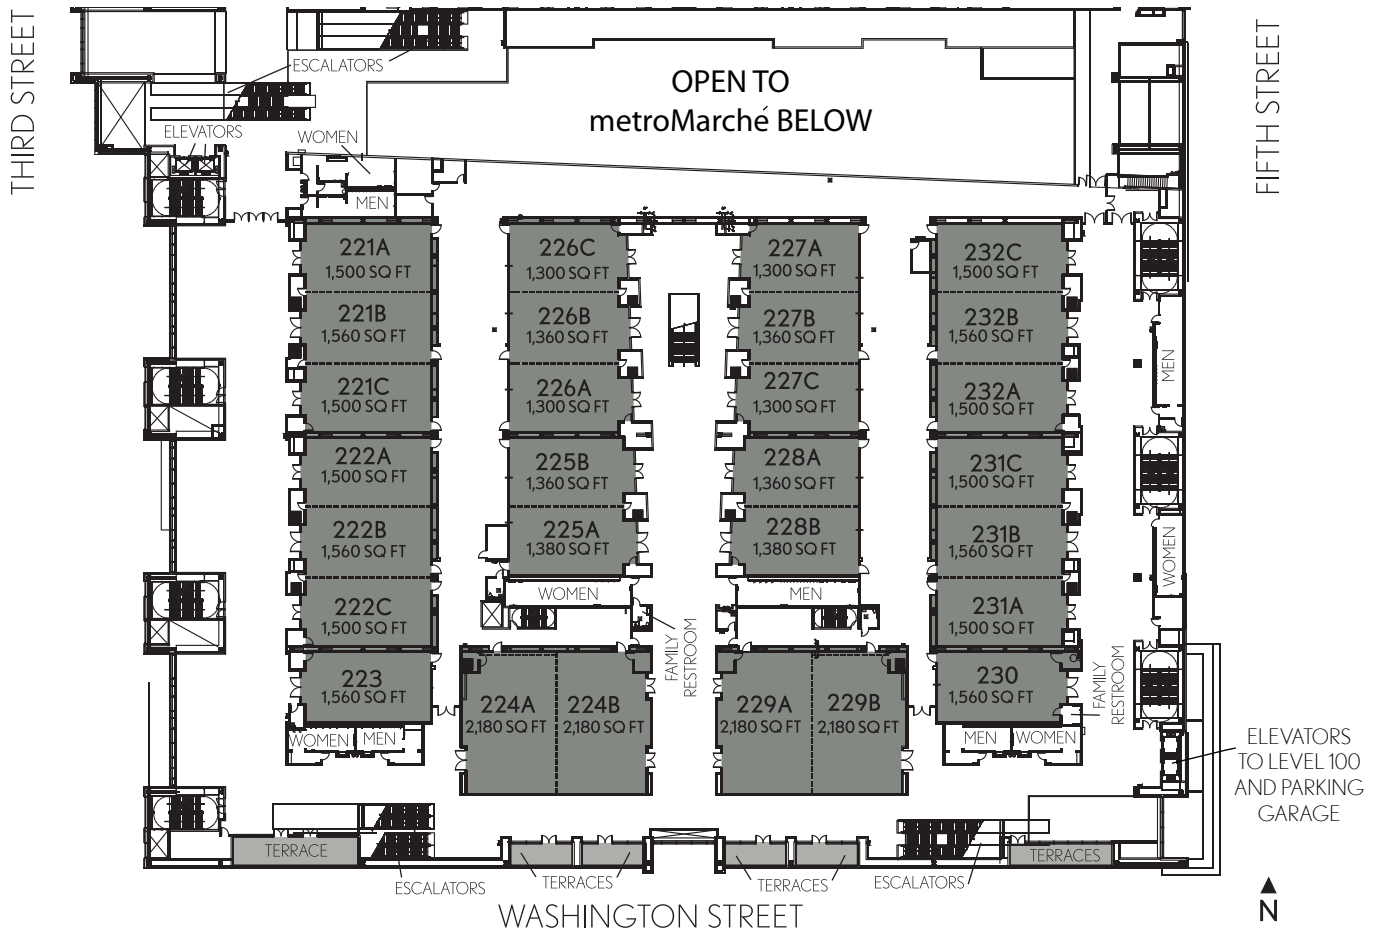 THIRD STREET
FIFTH STREET
ESCALATORS
OPEN TO
metroMarché BELOW
ELEVATORS
WOMEN
MEN
221A
1,500 SQ FT
226C
1,300 SQ FT
227A
1,300 SQ FT
232C
1,500 SQ FT
221B
1,560 SQ FT
226B
1,360 SQ FT
227B
1,360 SQ FT
232B
1,560 SQ FT
MEN
221C
1,500 SQ FT
226A
1,300 SQ FT
227C
1,300 SQ FT
232A
1,500 SQ FT
222A
1,500 SQ FT
225B
1,360 SQ FT
228A
1,360 SQ FT
231C
1,500 SQ FT
222B
1,560 SQ FT
225A
1,380 SQ FT
228B
1,380 SQ FT
231B
1,560 SQ FT
WOMEN
WOMEN
MEN
222C
1,500 SQ FT
231A
1,500 SQ FT
FAMILY
RESTROOM
FAMILY
RESTROOM
223
1,560 SQ FT
224A
2,180 SQ FT
224B
2,180 SQ FT
229A
2,180 SQ FT
229B
2,180 SQ FT
230
1,560 SQ FT
WOMEN
MEN
MEN
WOMEN
ELEVATORS
TO LEVEL 100
AND PARKING
GARAGE
TERRACE
TERRACES
ESCALATORS
TERRACES
TERRACES
ESCALATORS
WASHINGTON STREET
N